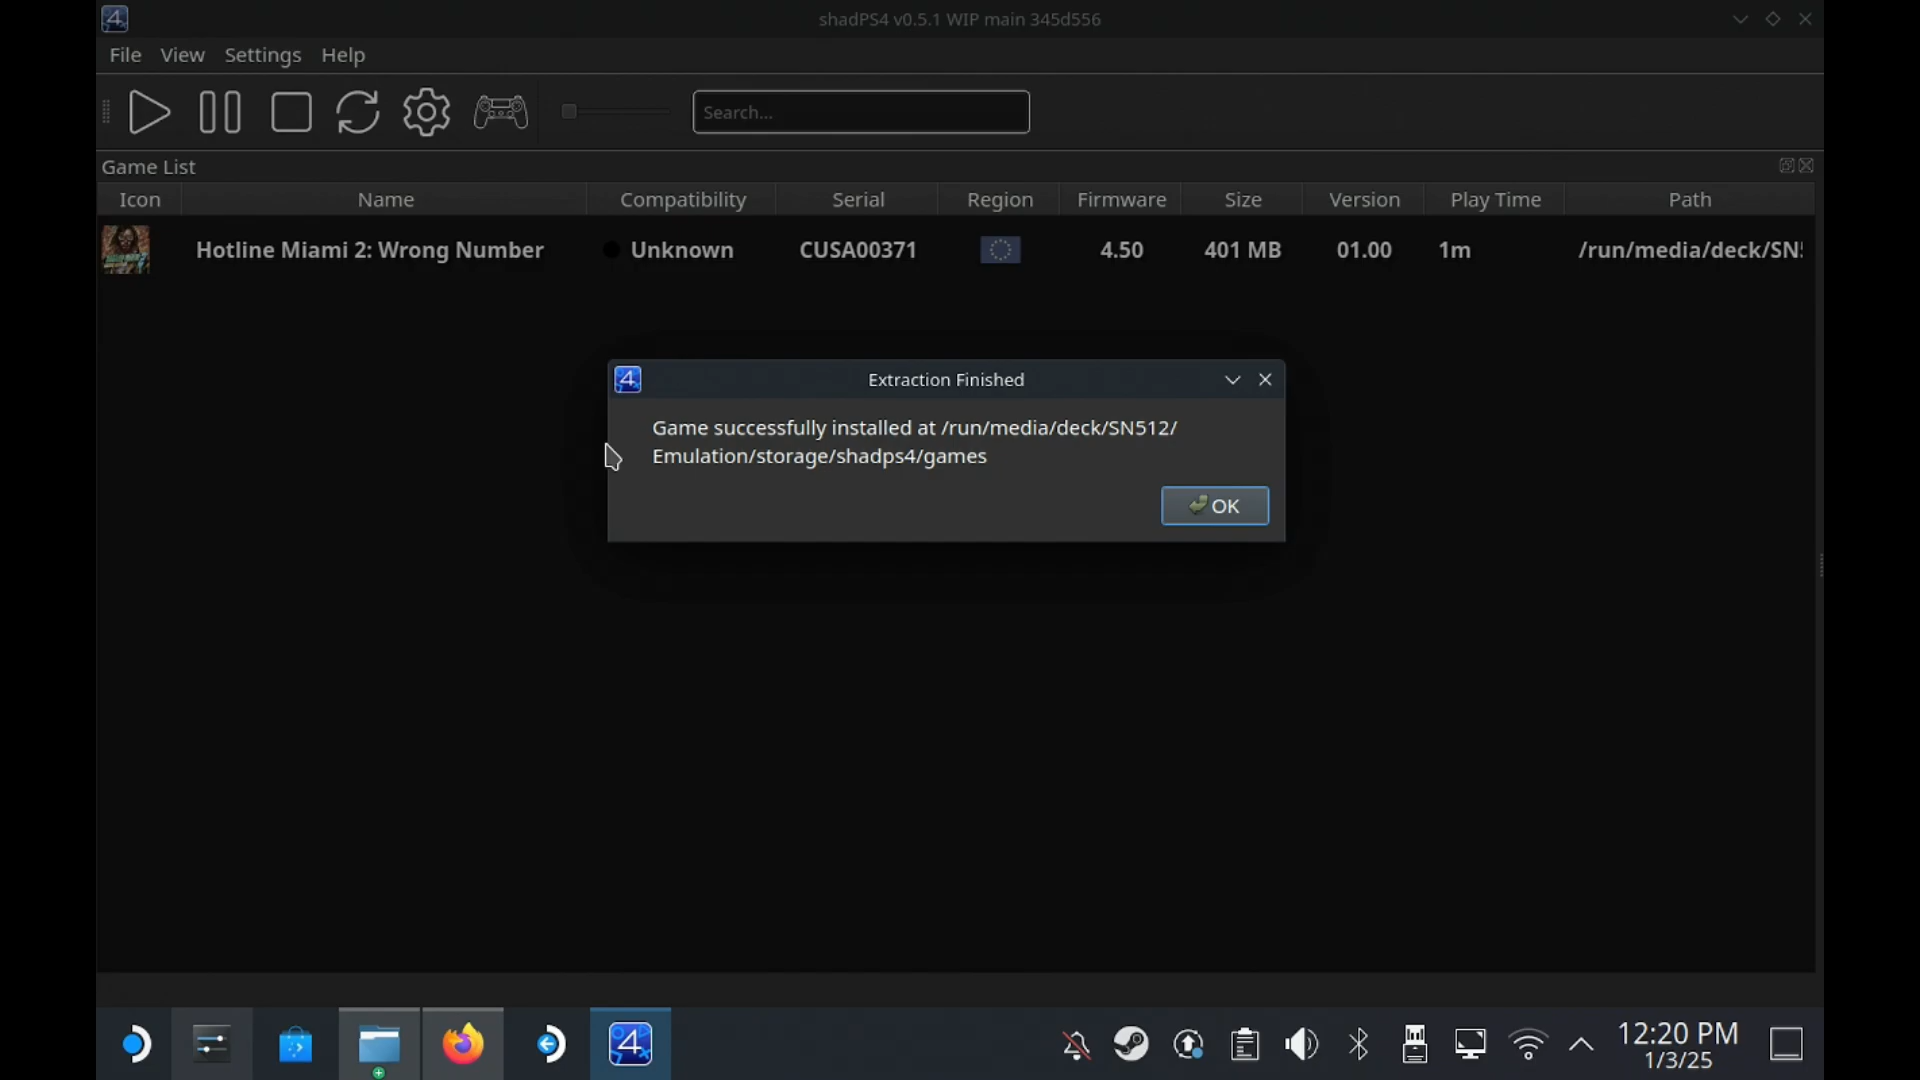 shadPS4 v0.5.1 WIP main 345d556
File View Settings Help
Search...
Game List
Icon Name Compatibility Serial Region Firmware Size Version Play Time Path
Hotline Miami 2: Wrong Number Unknown CUSA00371 4.50 401 MB 01.00 1m /run/media/deck/SN
Extraction Finished
Game successfully installed at /run/media/deck/SN512/
Emulation/storage/shadps4/games
OK
12:20 PM
1/3/25